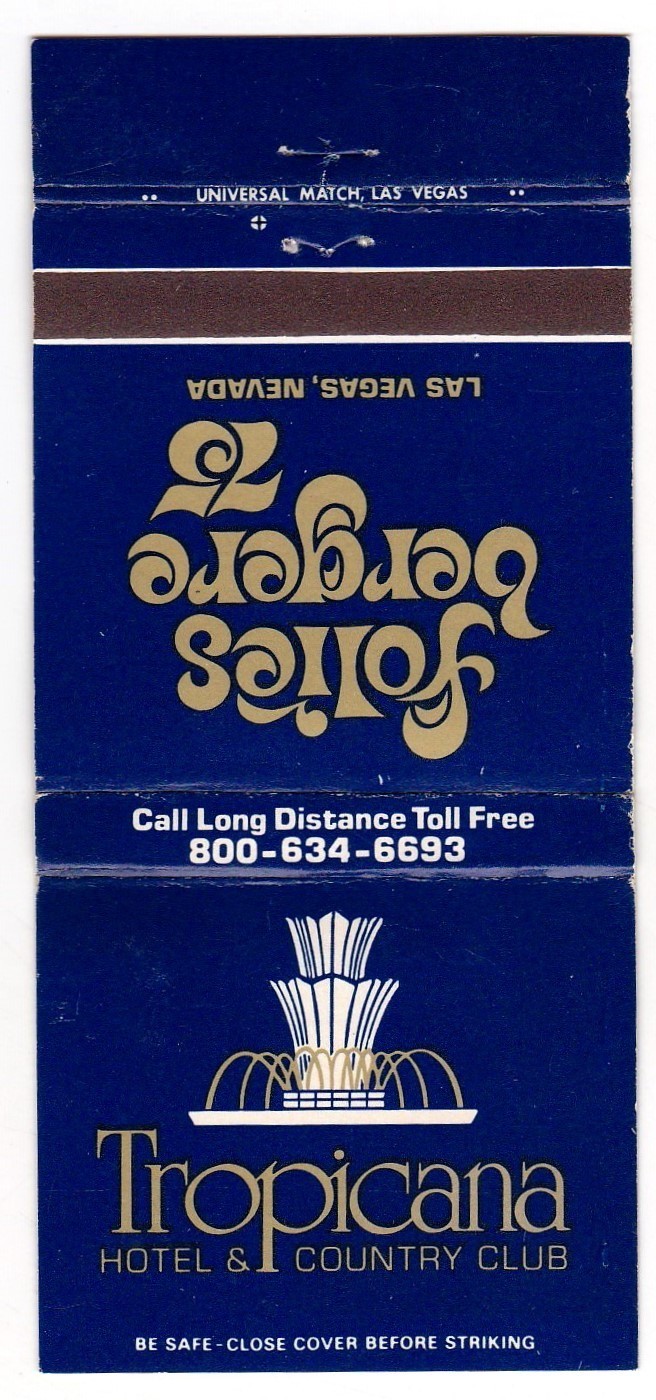 UNIVERSAL MATCH, LAS VEGAS
folies
bergere
75
LAS VEGAS, NEVADA
Call Long Distance Toll Free
800-634-6693
Tropicana
HOTEL & COUNTRY CLUB
BE SAFE-CLOSE COVER BEFORE STRIKING